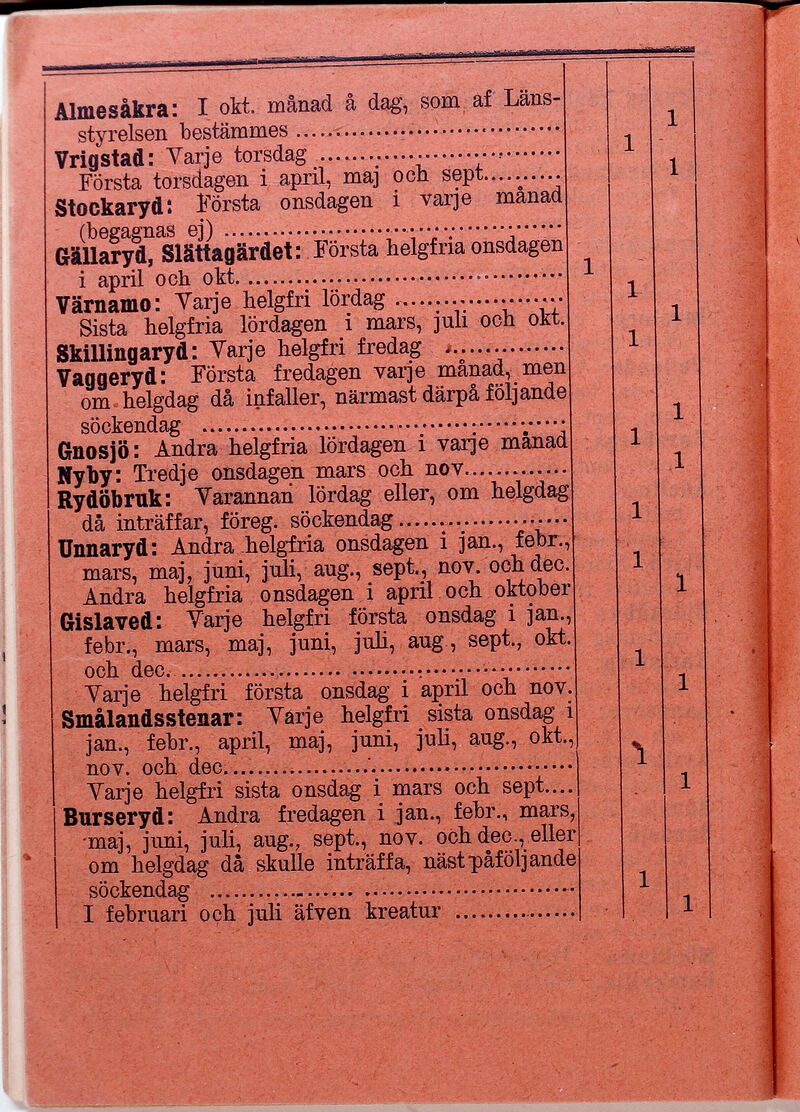 Almesåkra: I okt. månad å dag, som af Läns-
styrelsen bestämmes ........ 1
Vrigstad: Varje torsdag ........ 1
Första torsdagen i april, maj och sept. ........ 1
Stockaryd: Första onsdagen i varje månad
(begagnas ej) ........
Gällaryd, Slättagärdet: Första helgfria onsdagen
i april och okt. ........ 1
Värnamo: Varje helgfri lördag ........ 1
Sista helgfria lördagen i mars, juli och okt. 1
Skillingaryd: Varje helgfri fredag ........ 1
Vaggeryd: Första fredagen varje månad, men
om helgdag då infaller, närmast därpå följande
söckendag ........ 1
Gnosjö: Andra helgfria lördagen i varje månad 1
Nyby: Tredje onsdagen mars och nov. ........ 1
Rydöbruk: Varannan lördag eller, om helgdag
då inträffar, föreg. söckendag ........ 1
Unnaryd: Andra helgfria onsdagen i jan., febr.,
mars, maj, juni, juli, aug., sept., nov. och dec. 1
Andra helgfria onsdagen i april och oktober 1
Gislaved: Varje helgfri första onsdag i jan.,
febr., mars, maj, juni, juli, aug., sept., okt.
och dec. ........ 1
Varje helgfri första onsdag i april och nov. 1
Smålandsstenar: Varje helgfri sista onsdag i
jan., febr., april, maj, juni, juli, aug., okt.,
nov. och dec. ........ 1
Varje helgfri sista onsdag i mars och sept.... 1
Burseryd: Andra fredagen i jan., febr., mars,
maj, juni, juli, aug., sept., nov. och dec., eller
om helgdag då skulle inträffa, näst påföljande
söckendag ........ 1
I februari och juli äfven kreatur ........ 1